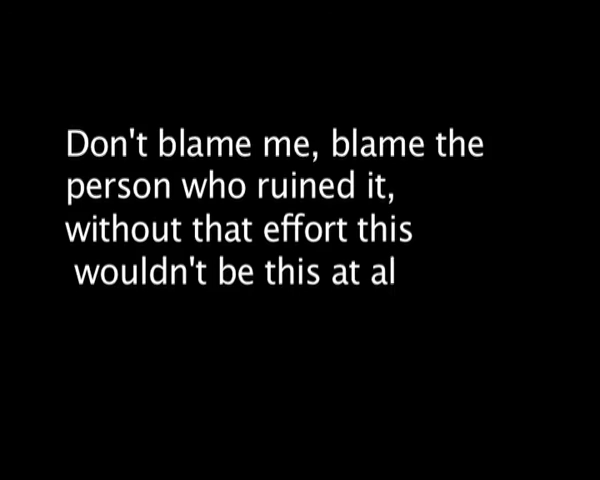 Don't blame me, blame the
person who ruined it,
without that effort this
wouldn't be this at al